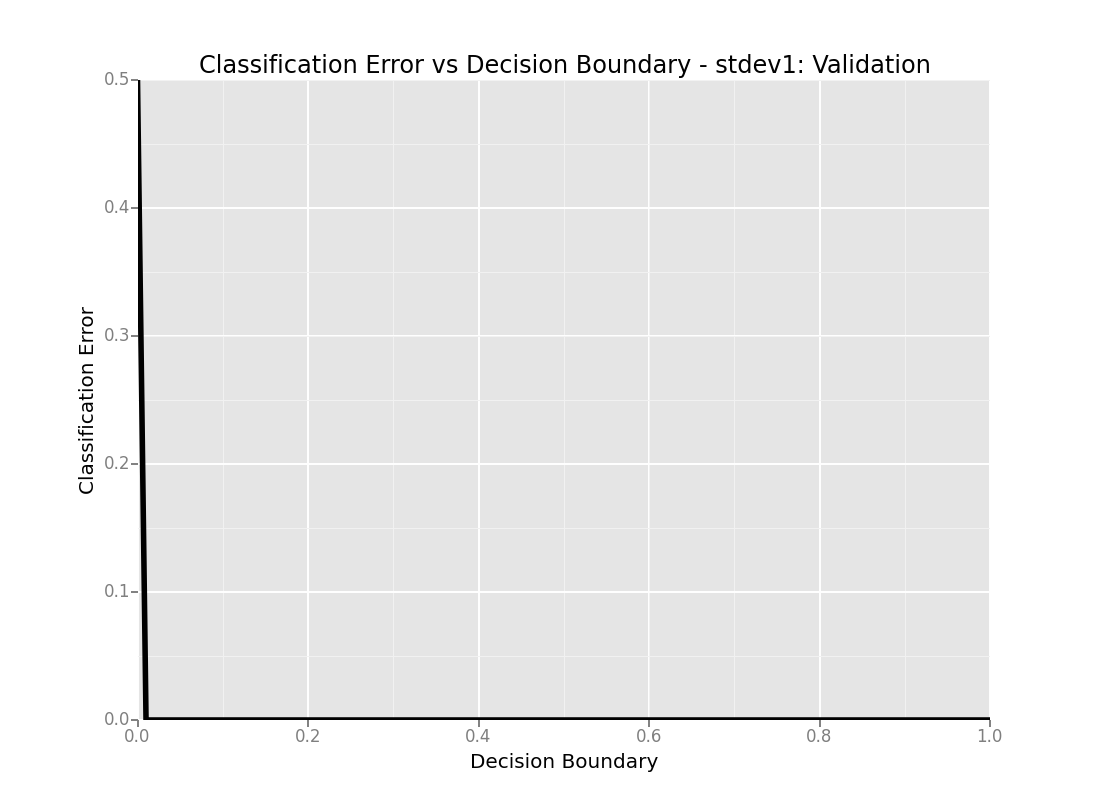 Classification Error vs Decision Boundary - stdev1: Validation
0.5
0.4
0.3
0.2
0.1
0.0
Classification Error
0.0 0.2 0.4 0.6 0.8 1.0
Decision Boundary